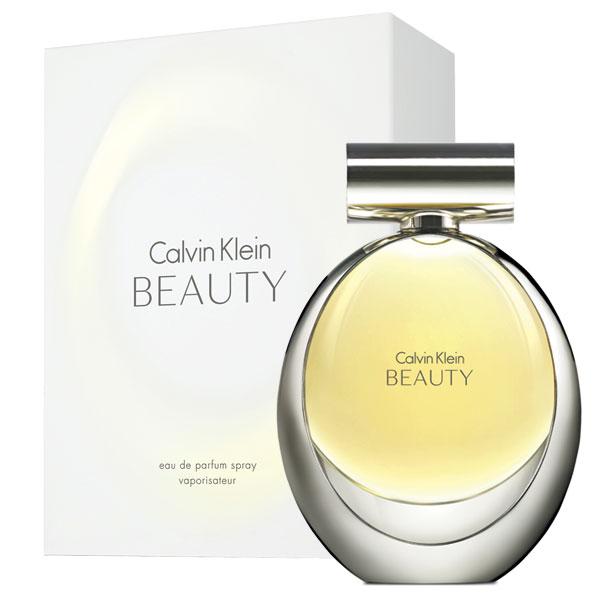 Calvin Klein
BEAUTY
eau de parfum spray
vaporisateur
Calvin Klein
BEAUTY